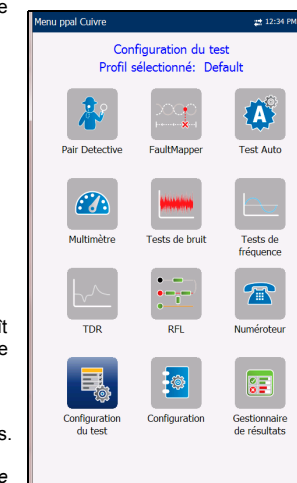 e
Menu ppal Cuivre 12:34 PM
Configuration du test
Profil sélectionné: Default
Pair Detective FaultMapper Test Auto
A
Multimètre Tests de bruit Tests de
fréquence
TDR RFL Numéroteur
ît
e
Configuration
du test Configuration Gestionnaire
de résultats
s.
e